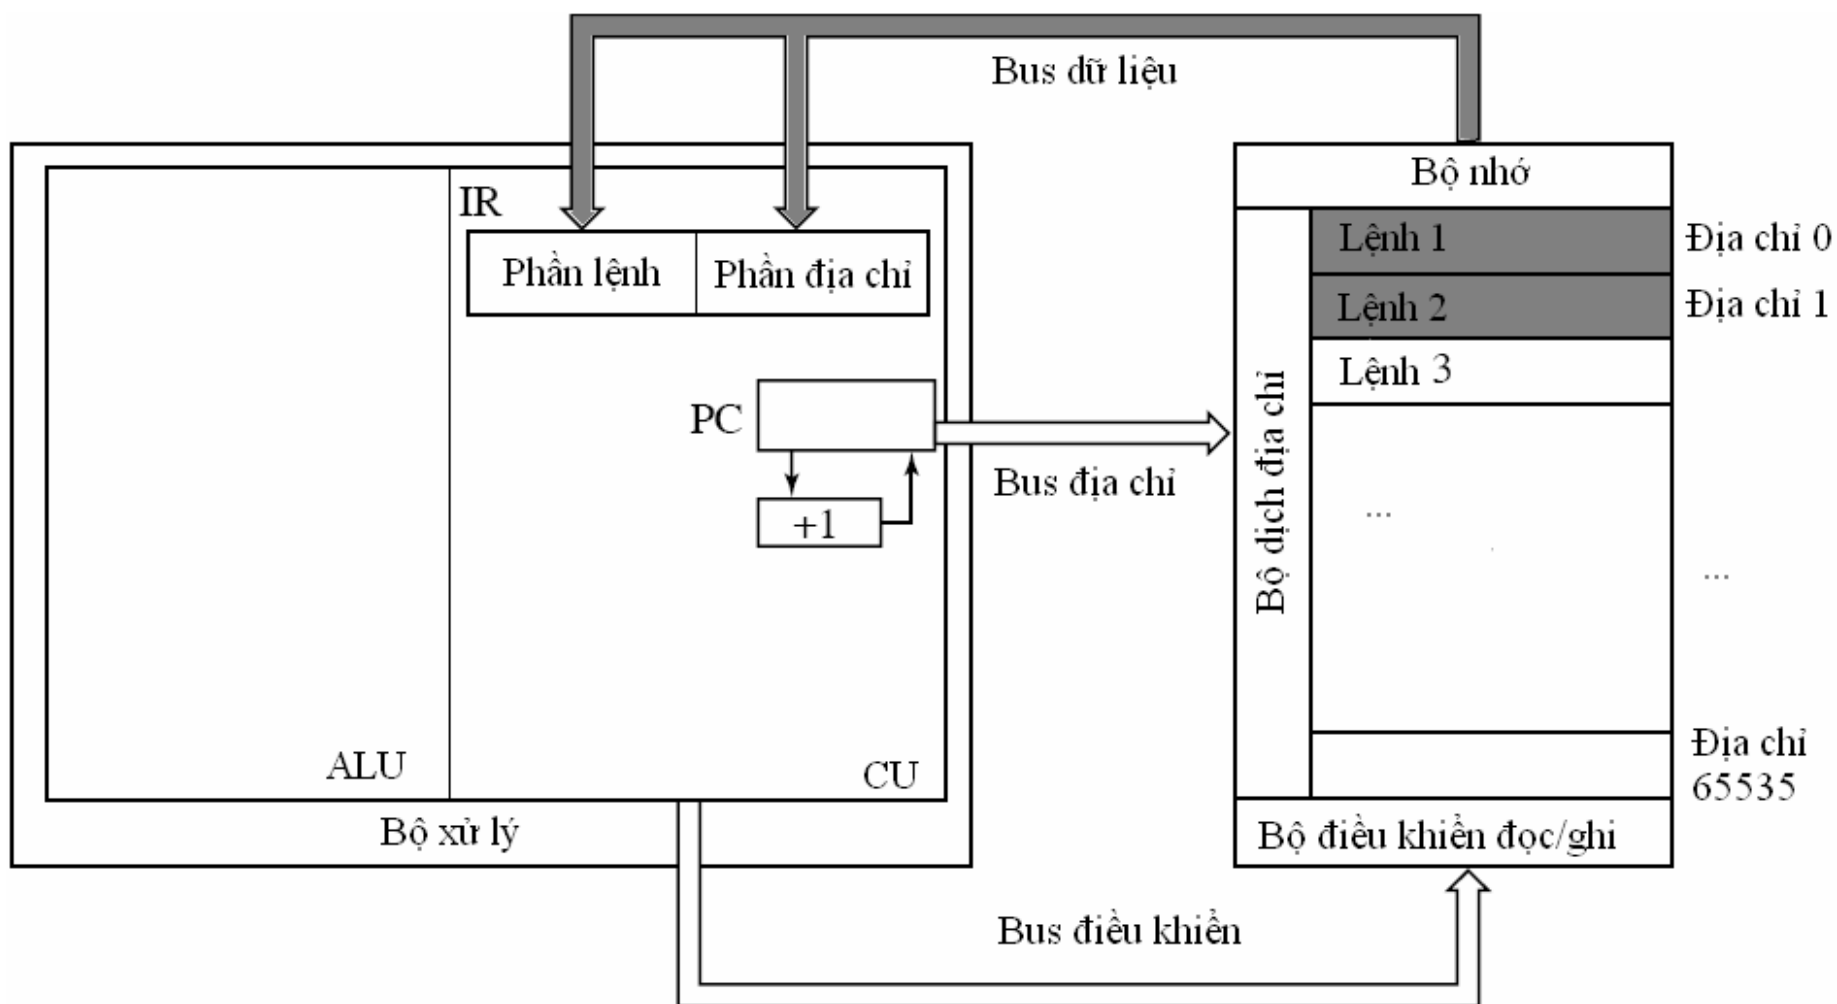 Bus dữ liệu
IR
Phần lệnh
Phần địa chỉ
PC
+1
ALU
CU
Bộ xử lý
Bus địa chỉ
Bus điều khiển
Bộ nhớ
Bộ dịch địa chỉ
Lệnh 1
Địa chỉ 0
Lệnh 2
Địa chỉ 1
Lệnh 3
...
...
Địa chỉ
65535
Bộ điều khiển đọc/ghi